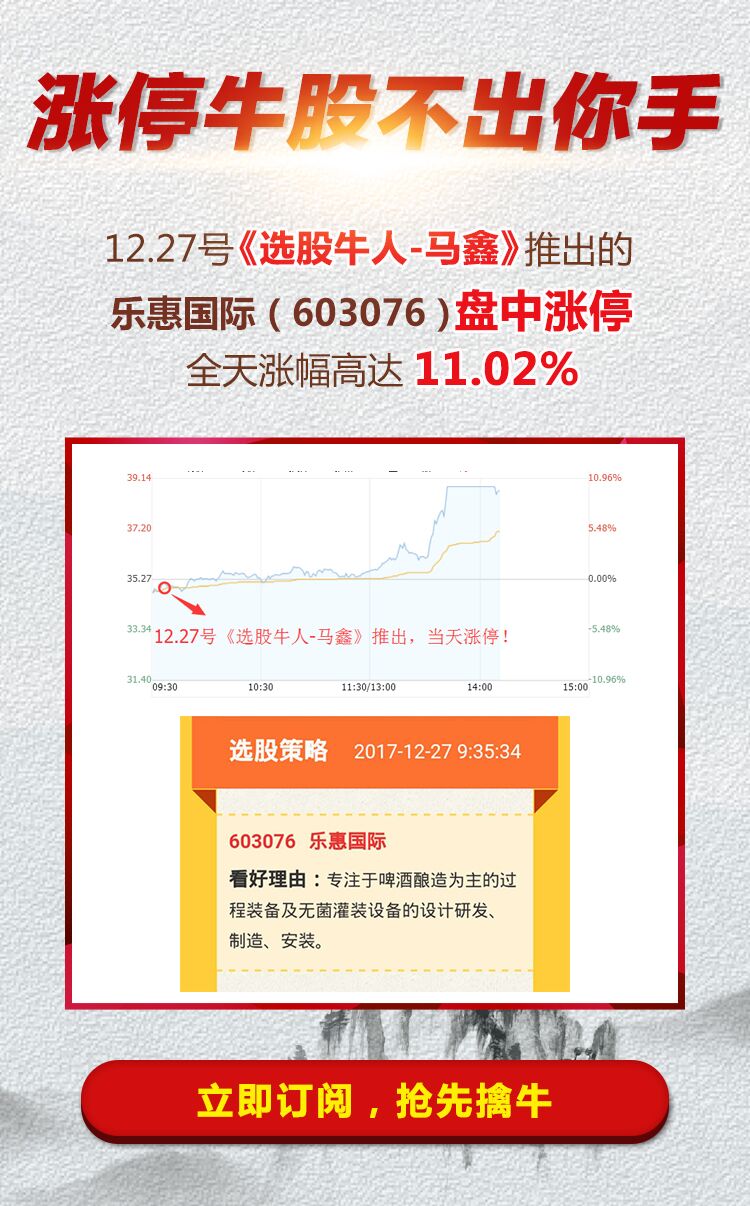 涨停牛股不出你手
12.27号《选股牛人-马鑫》推出的
乐惠国际（603076）盘中涨停
全天涨幅高达 11.02%
39.14 10.96%
37.20 5.48%
35.27 0.00%
33.34 -5.48%
12.27号《选股牛人-马鑫》推出，当天涨停！
31.40 -10.96%
09:30 10:30 11:30/13:00 14:00 15:00
选股策略 2017-12-27 9:35:34
603076 乐惠国际
看好理由：专注于啤酒酿造为主的过
程装备及无菌灌装设备的设计研发、
制造、安装。
立即订阅，抢先擒牛